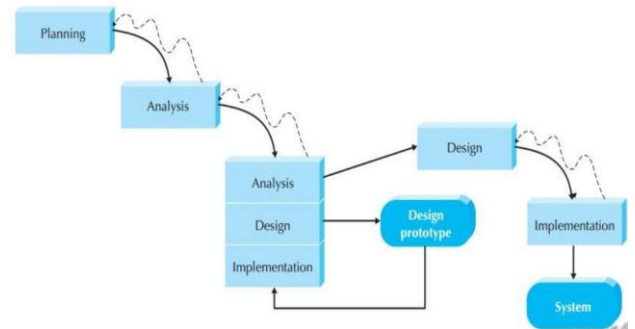 Planning
Analysis
Analysis
Design
Implementation
Design
prototype
Design
Implementation
System